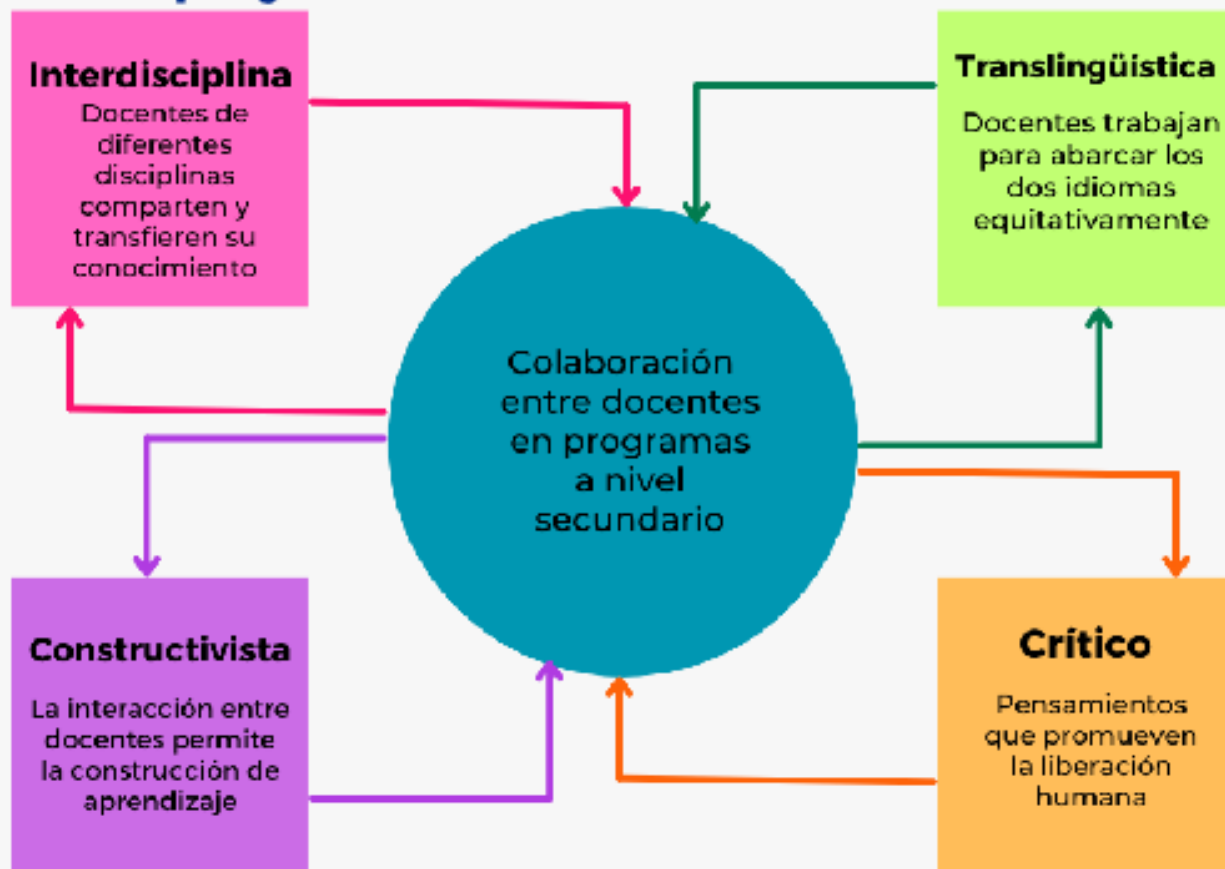 Interdisciplina
Docentes de
diferentes
disciplinas
comparten y
transfieren su
conocimiento
Translingüistica
Docentes trabajan
para abarcar los
dos idiomas
equitativamente
Colaboración
entre docentes
en programas
a nivel
secundario
Constructivista
La interacción entre
docentes permite
la construcción de
aprendizaje
Crítico
Pensamientos
que promueven
la liberación
humana